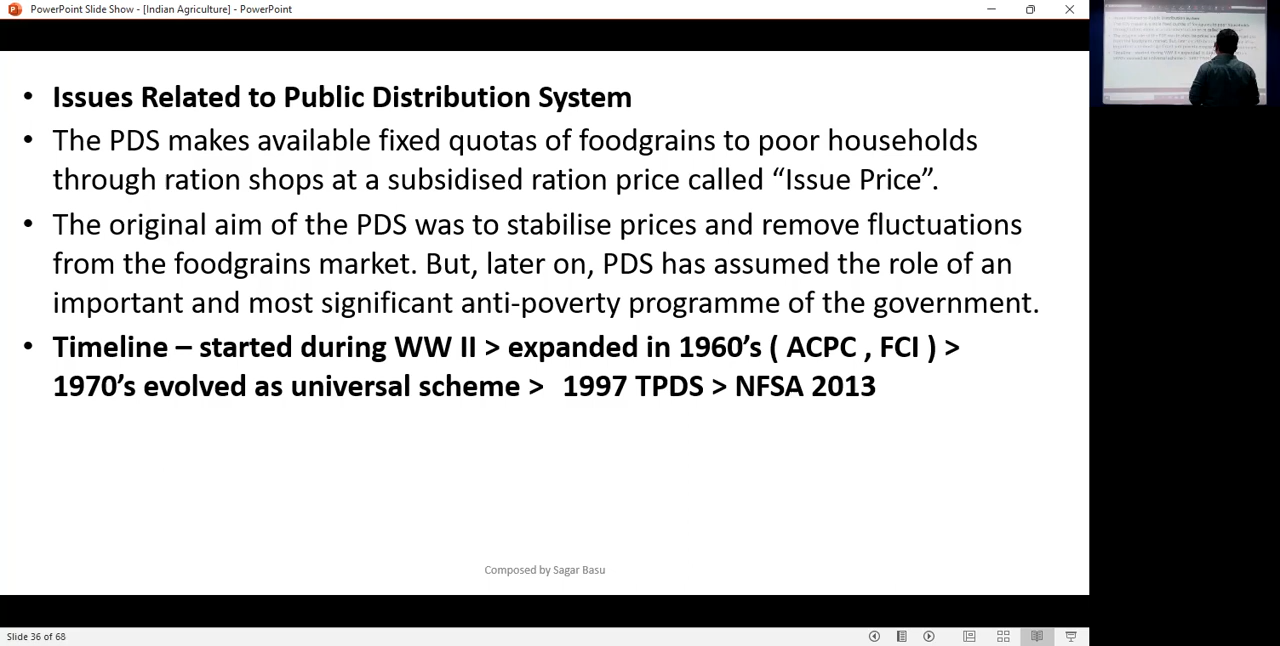 PowerPoint Slide Show - [Indian Agriculture] - PowerPoint
• Issues Related to Public Distribution System
• The PDS makes available fixed quotas of foodgrains to poor households
through ration shops at a subsidised ration price called “Issue Price”.
• The original aim of the PDS was to stabilise prices and remove fluctuations
from the foodgrains market. But, later on, PDS has assumed the role of an
important and most significant anti-poverty programme of the government.
• Timeline – started during WW II > expanded in 1960’s ( ACPC , FCI ) >
1970’s evolved as universal scheme > 1997 TPDS > NFSA 2013
Composed by Sagar Basu
Slide 36 of 68